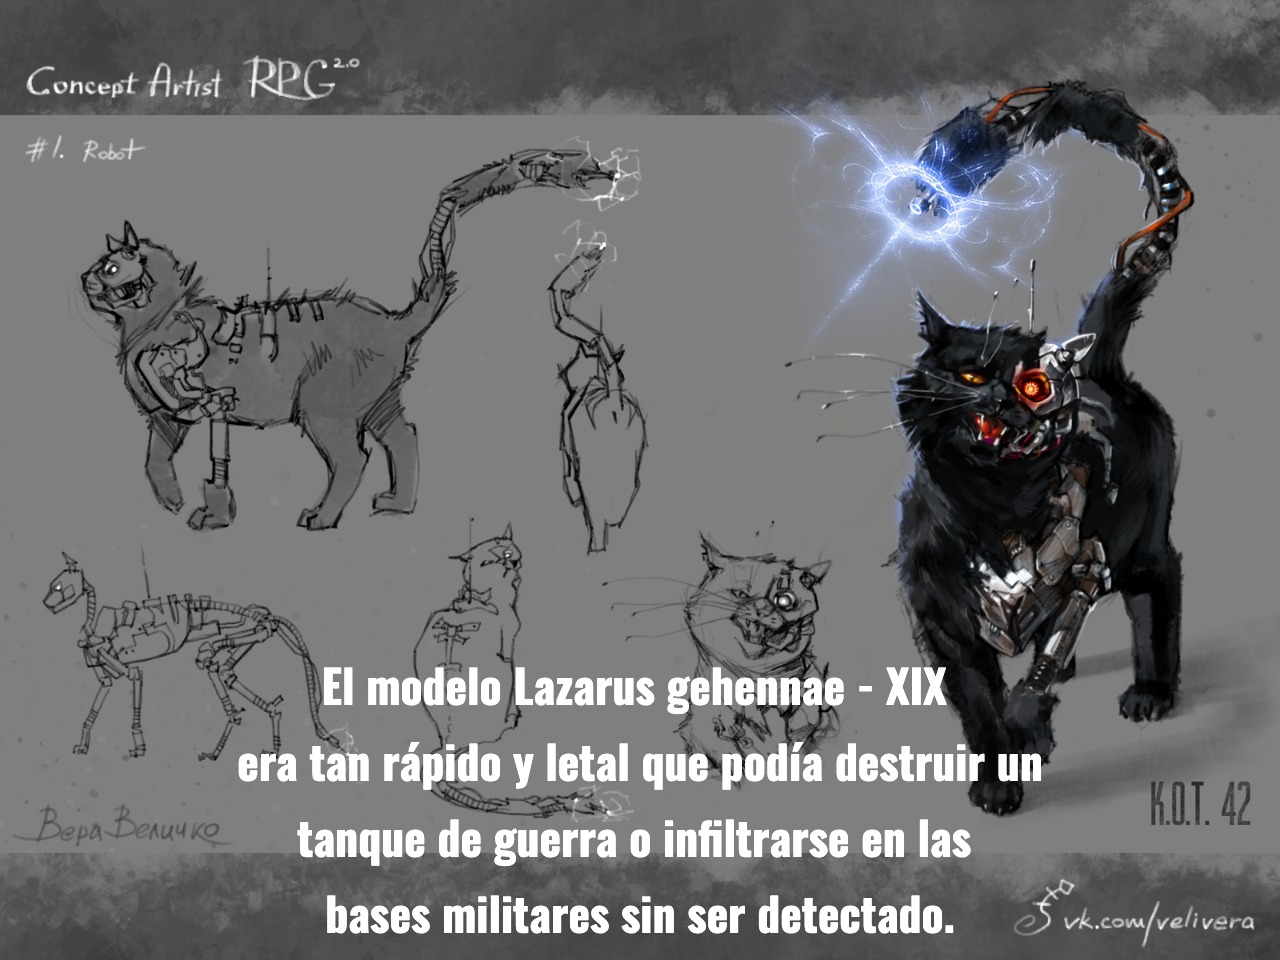 Concept Artist RPG 2.0
#1. Robot
El modelo Lazarus gehennae - XIX
era tan rápido y letal que podía destruir un
tanque de guerra o infiltrarse en las
bases militares sin ser detectado.
К.О.Т. 42
Вера Величко
vk.com/velivera